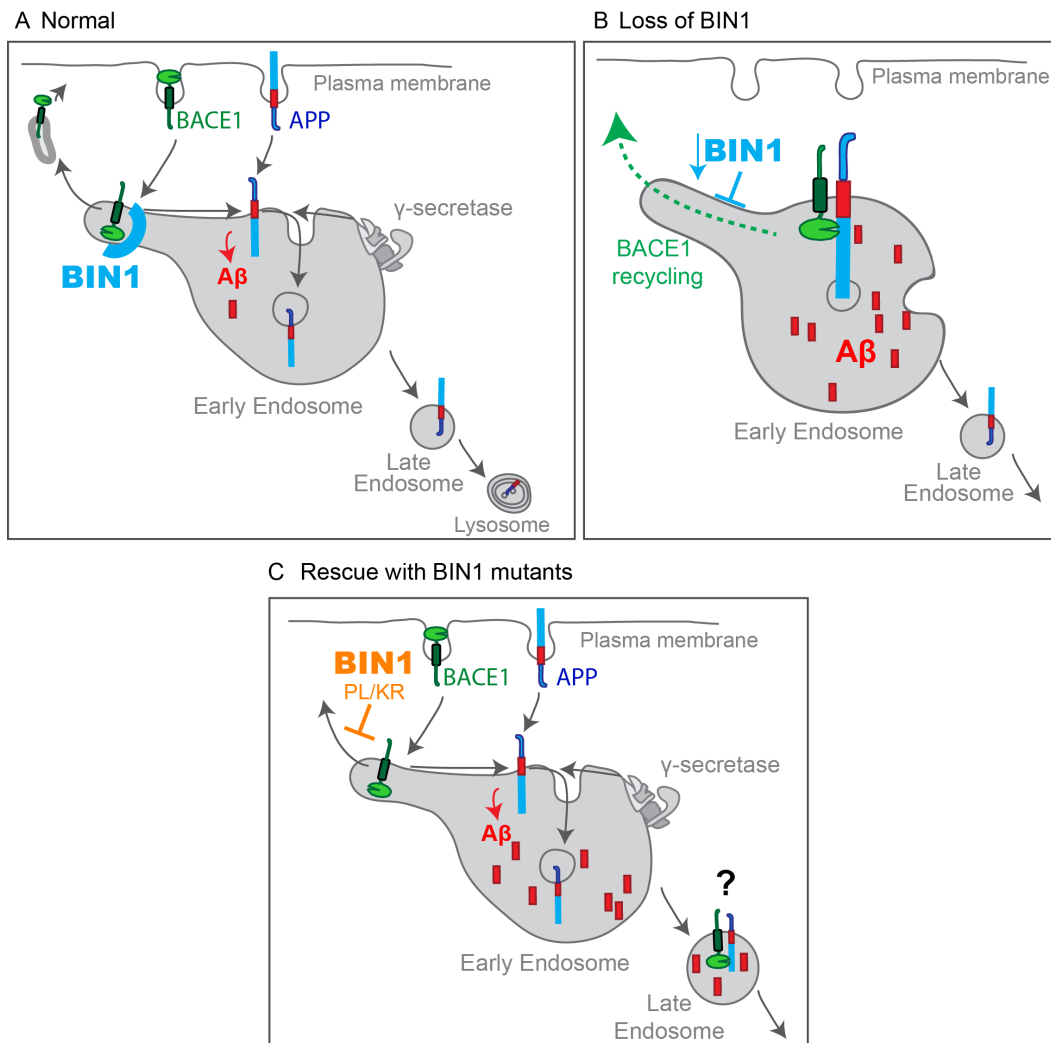 A Normal
Plasma membrane
BACE1
APP
γ-secretase
BIN1
Aβ
Early Endosome
Late
Endosome
Lysosome
B Loss of BIN1
Plasma membrane
BIN1
BACE1
recycling
Aβ
Early Endosome
Late
Endosome
C Rescue with BIN1 mutants
Plasma membrane
BIN1
PL/KR
BACE1
APP
γ-secretase
Aβ
?
Early Endosome
Late
Endosome